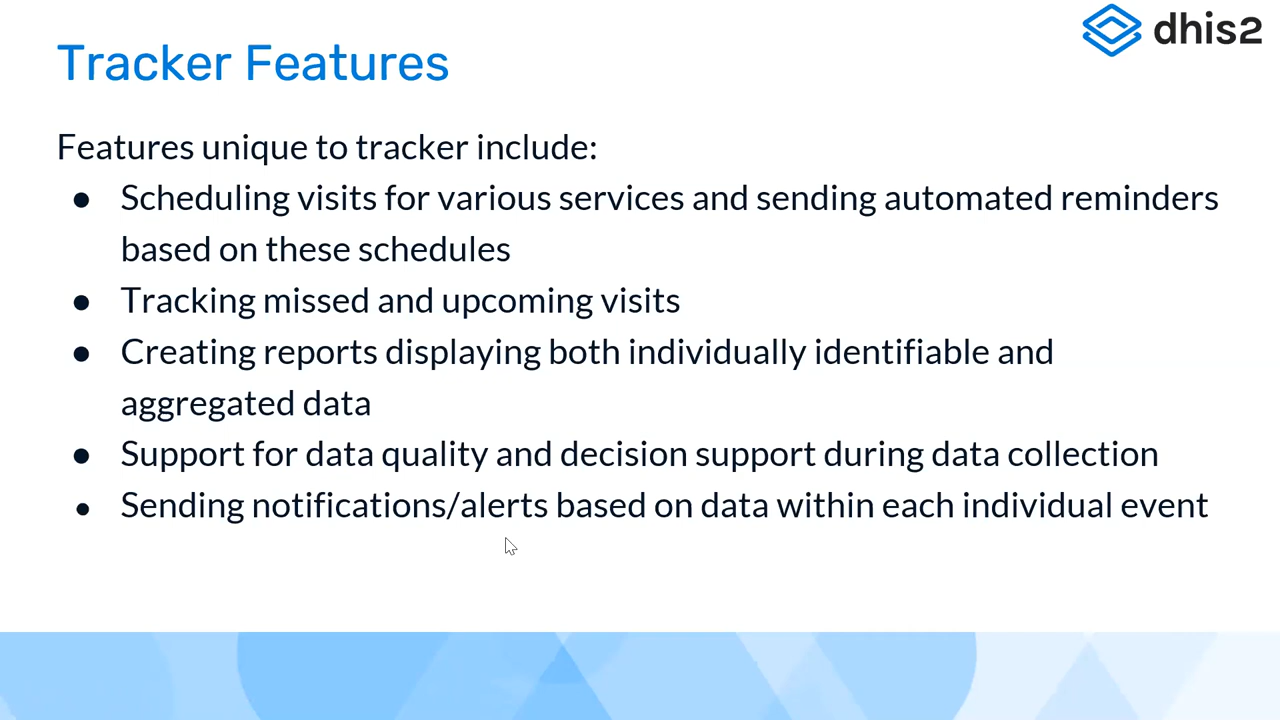 dhis2
Tracker Features
Features unique to tracker include:
● Scheduling visits for various services and sending automated reminders
based on these schedules
● Tracking missed and upcoming visits
● Creating reports displaying both individually identifiable and
aggregated data
● Support for data quality and decision support during data collection
● Sending notifications/alerts based on data within each individual event